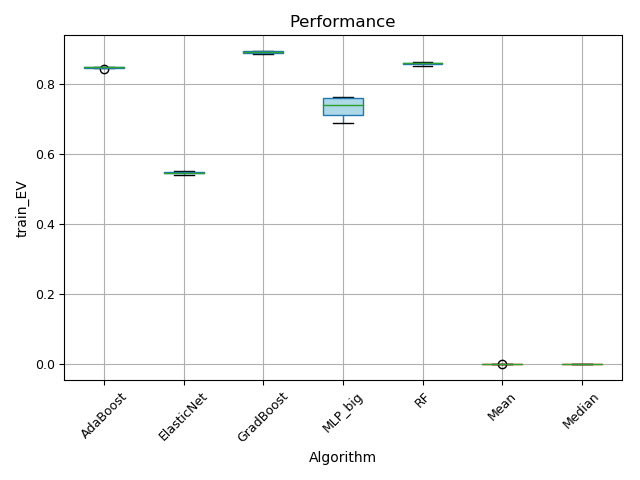 Performance
train_EV
0.8
0.6
0.4
0.2
0.0
AdaBoost
ElasticNet
GradBoost
MLP_big
RF
Mean
Median
Algorithm